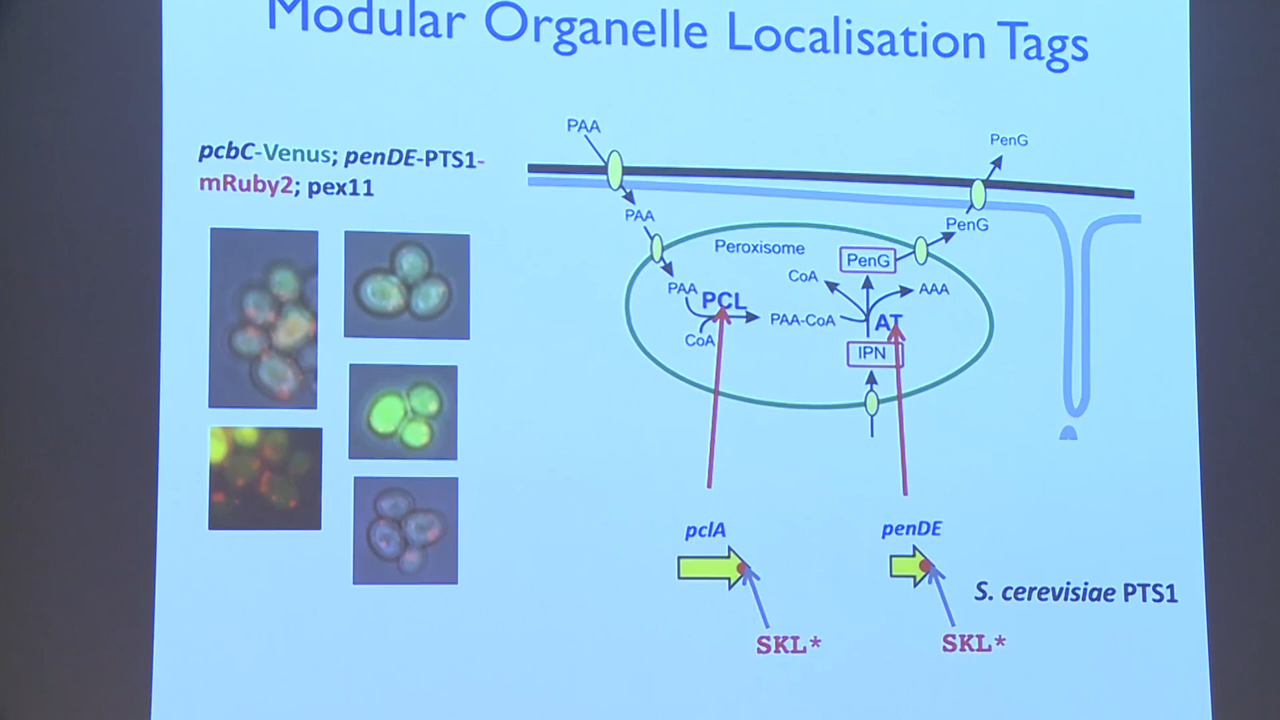 Modular Organelle Localisation Tags
pcbC-Venus; penDE-PTS1-
mRuby2; pex11
PAA
PenG
PAA
PenG
Peroxisome
PenG
CoA
AAA
PAA
PCL
PAA-CoA
AT
CoA
IPN
pclA
penDE
S. cerevisiae PTS1
SKL*
SKL*